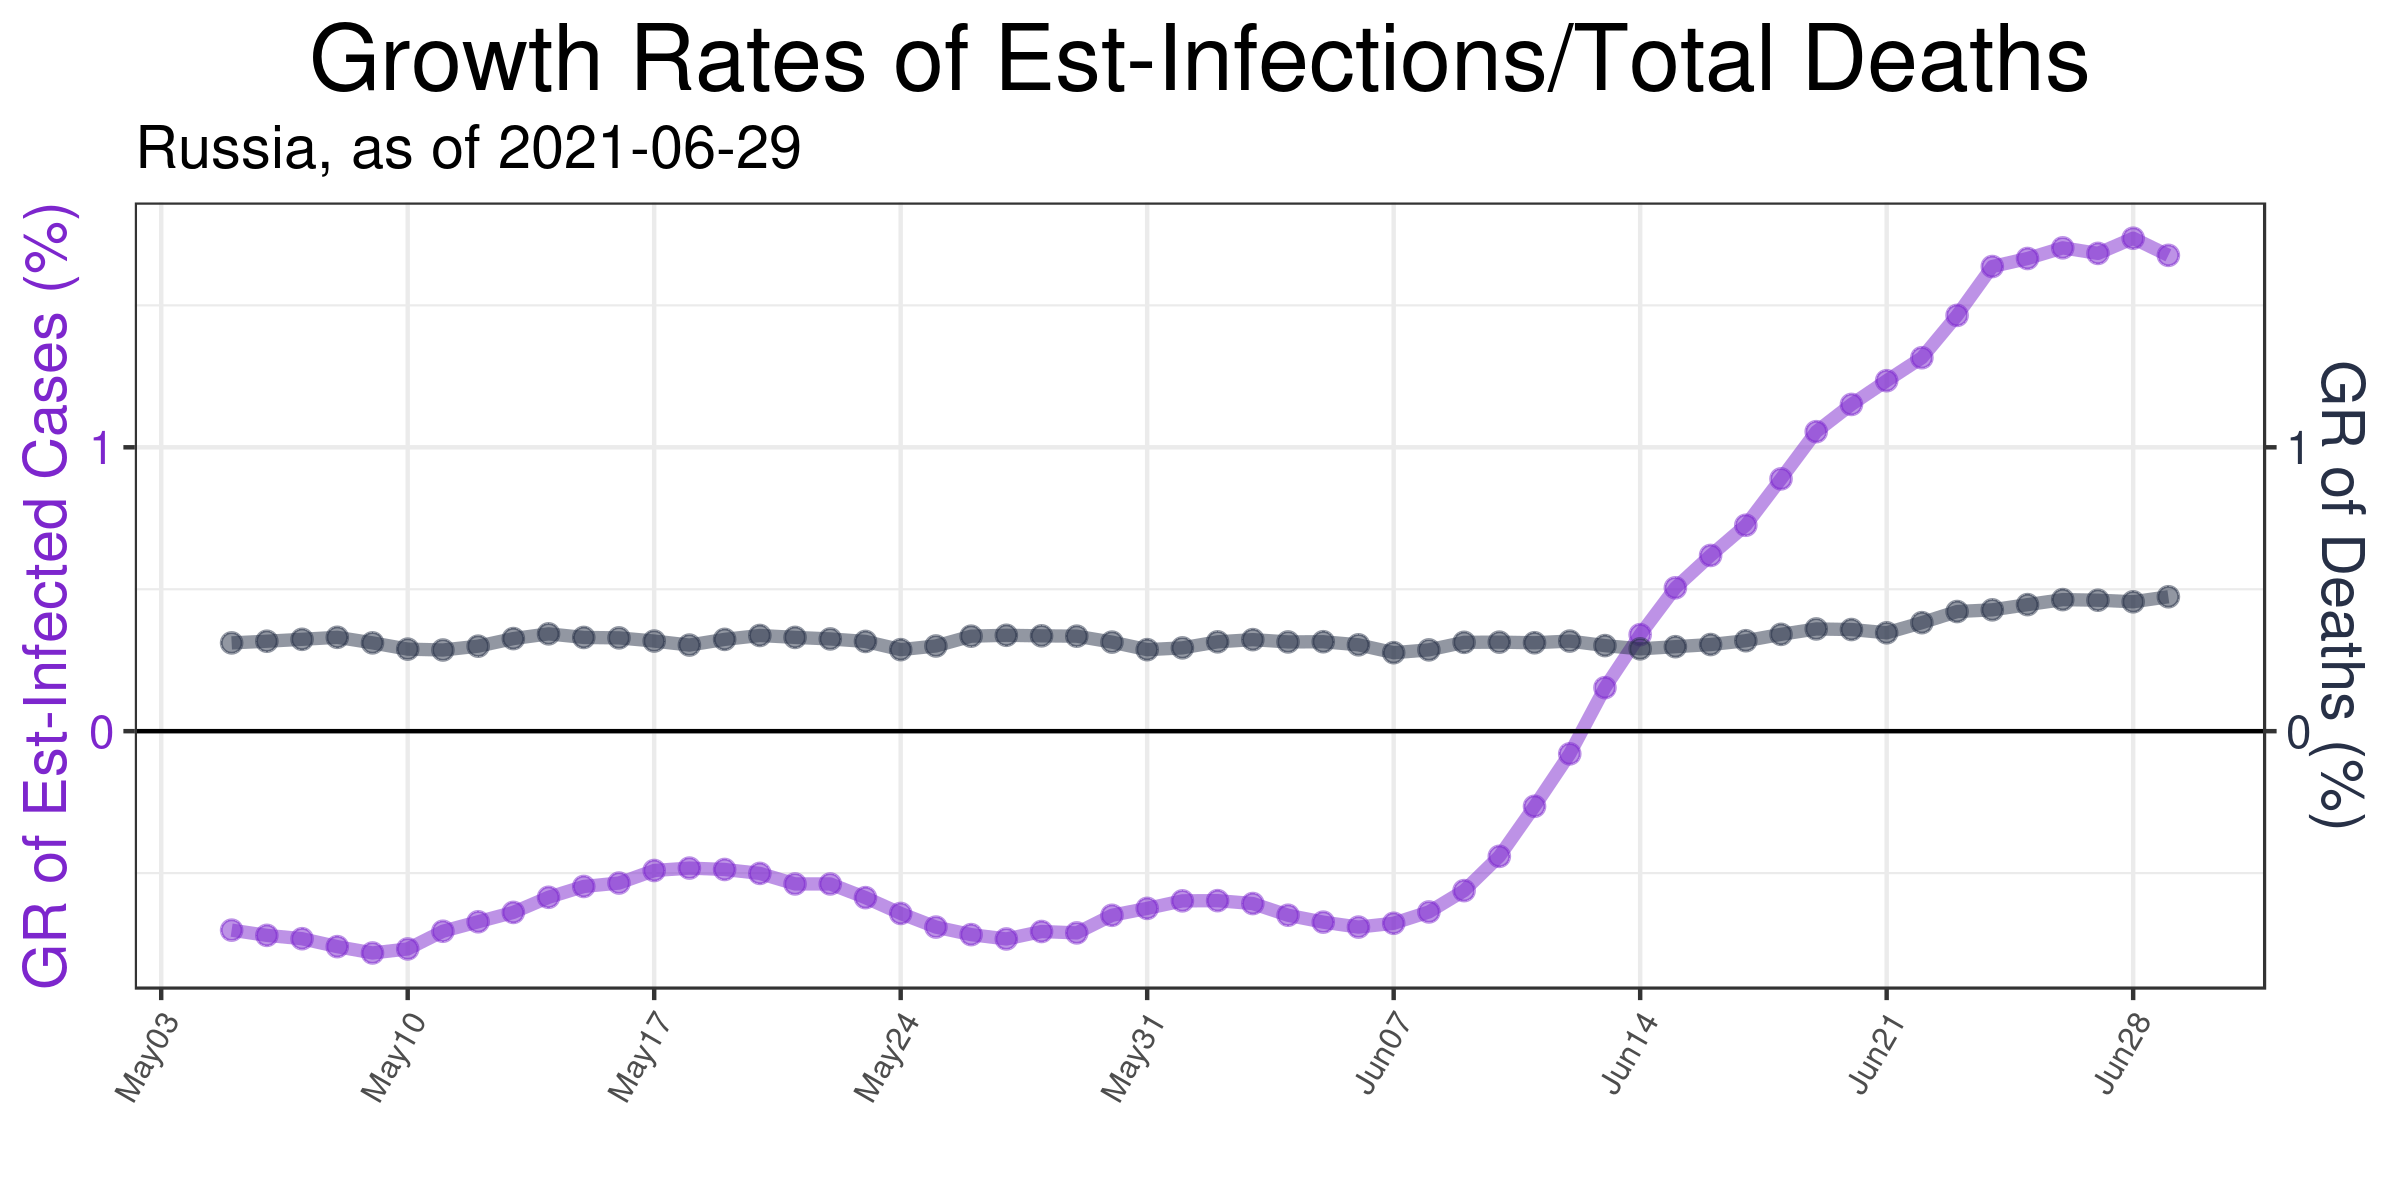 Growth Rates of Est-Infections/Total Deaths
Russia, as of 2021-06-29
GR of Est-Infected Cases (%)
1
0
1
0
GR of Deaths (%)
May03
May10
May17
May24
May31
Jun07
Jun14
Jun21
Jun28